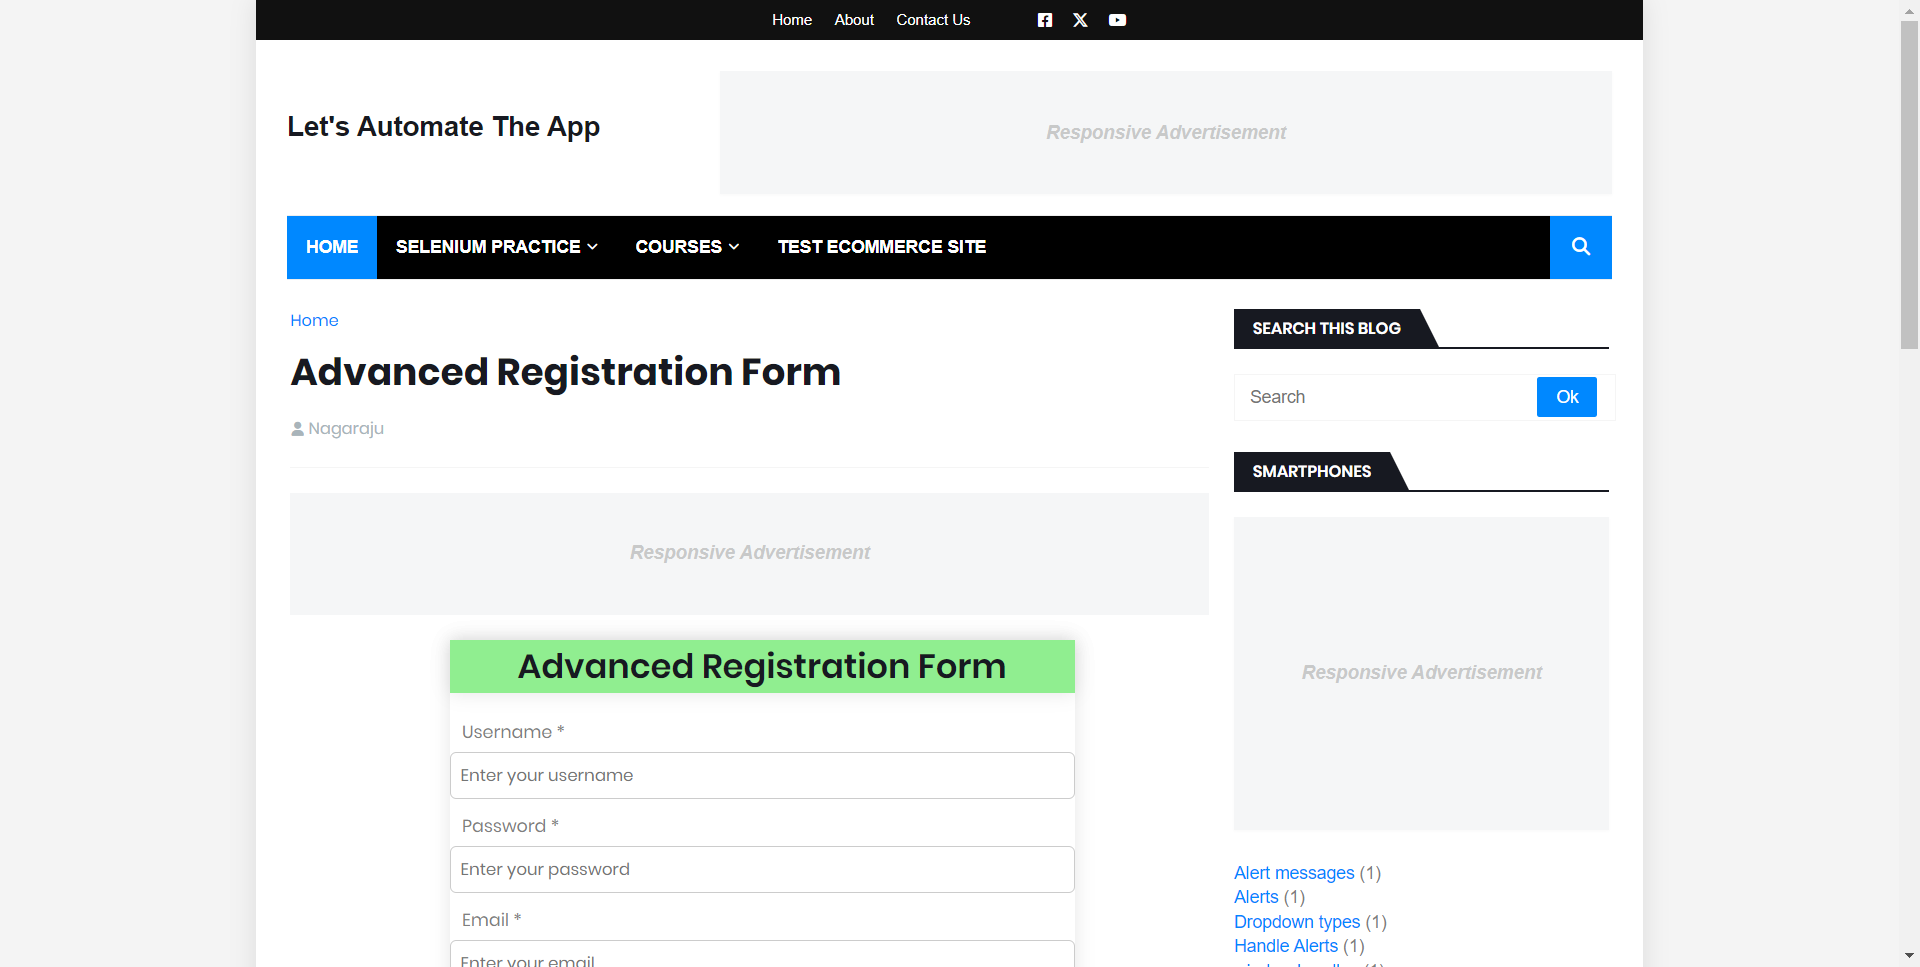 Home About Contact Us
Let's Automate The App
Responsive Advertisement
HOME SELENIUM PRACTICE COURSES TEST ECOMMERCE SITE
Home
Advanced Registration Form
Nagaraju
Responsive Advertisement
Advanced Registration Form
Username *
Enter your username
Password *
Enter your password
Email *
Enter your email
SEARCH THIS BLOG
Search Ok
SMARTPHONES
Responsive Advertisement
Alert messages (1)
Alerts (1)
Dropdown types (1)
Handle Alerts (1)